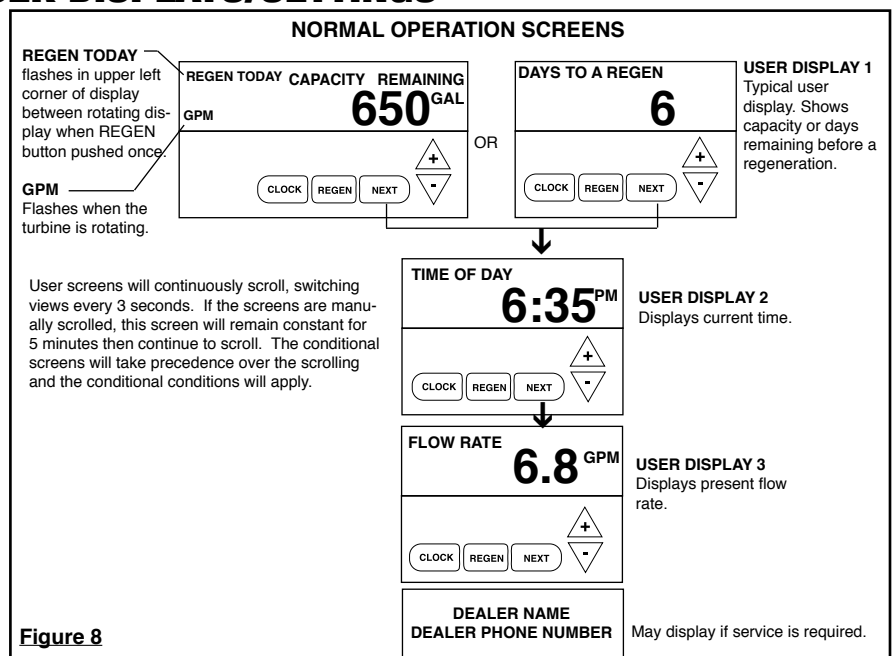 NORMAL OPERATION SCREENS
REGEN TODAY
flashes in upper left
corner of display
between rotating dis-
play when REGEN
button pushed once.
GPM
Flashes when the
turbine is rotating.
REGEN TODAY CAPACITY REMAINING
650 GAL
GPM
+
-
CLOCK REGEN NEXT
OR
DAYS TO A REGEN
6
+
-
CLOCK REGEN NEXT
USER DISPLAY 1
Typical user
display. Shows
capacity or days
remaining before a
regeneration.
User screens will continuously scroll, switching
views every 3 seconds. If the screens are manu-
ally scrolled, this screen will remain constant for
5 minutes then continue to scroll. The conditional
screens will take precedence over the scrolling
and the conditional conditions will apply.
TIME OF DAY
6:35 PM
+
-
CLOCK REGEN NEXT
USER DISPLAY 2
Displays current time.
FLOW RATE
6.8 GPM
+
-
CLOCK REGEN NEXT
USER DISPLAY 3
Displays present flow
rate.
DEALER NAME
DEALER PHONE NUMBER
May display if service is required.
Figure 8